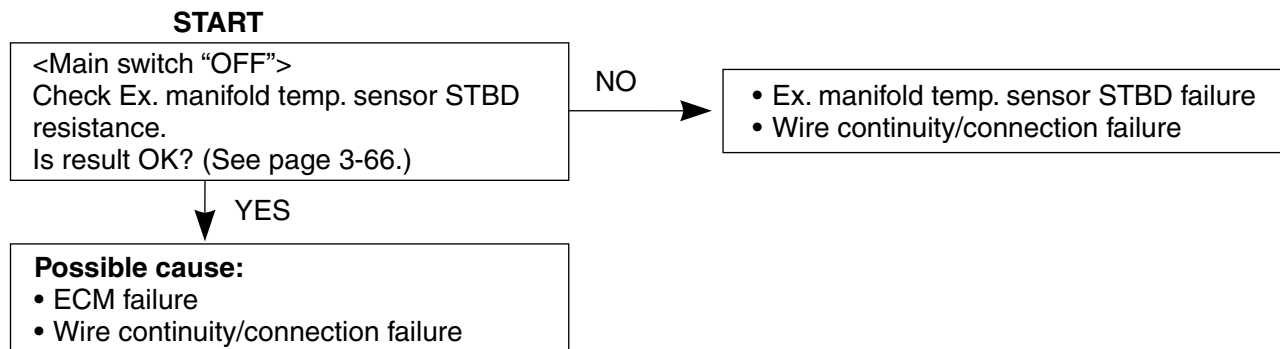 START
<Main switch “OFF”>
Check Ex. manifold temp. sensor STBD
resistance.
Is result OK? (See page 3-66.)
NO
• Ex. manifold temp. sensor STBD failure
• Wire continuity/connection failure
YES
Possible cause:
• ECM failure
• Wire continuity/connection failure